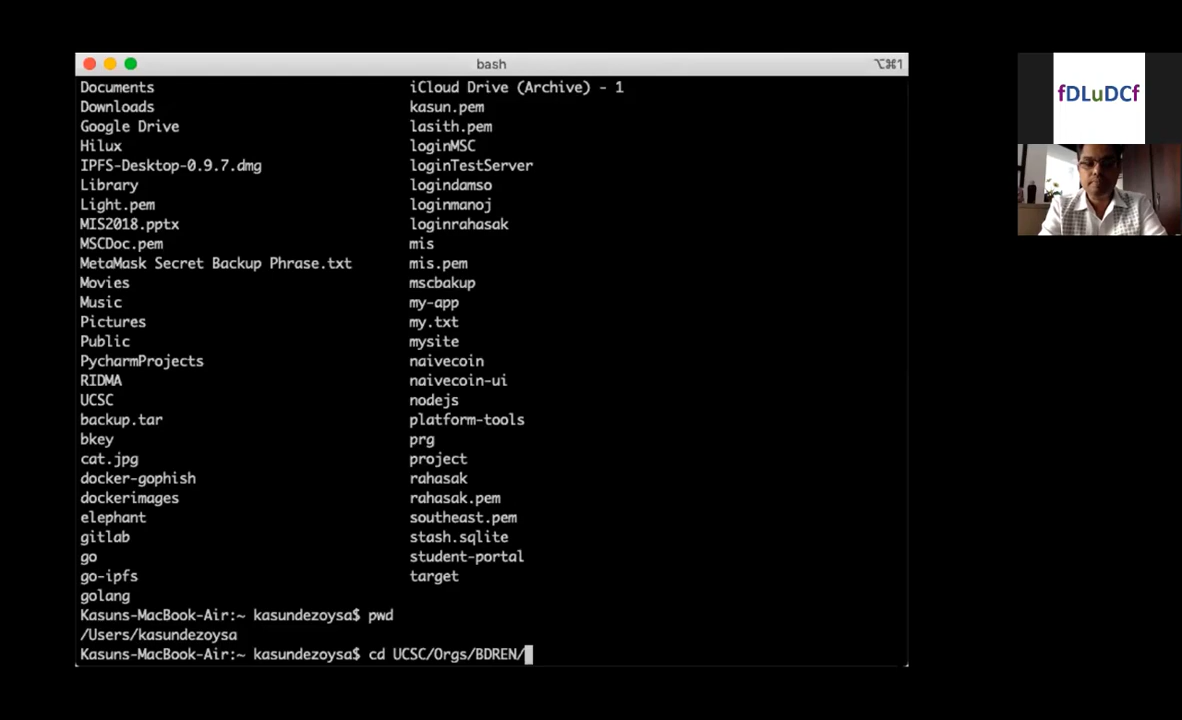 bash
⌥⌘1
Documents iCloud Drive (Archive) - 1
Downloads kasun.pem
Google Drive lasith.pem
Hilux loginMSC
IPFS-Desktop-0.9.7.dmg loginTestServer
Library logindamso
Light.pem loginmanoj
MIS2018.pptx loginrahasak
MSCDoc.pem mis
MetaMask Secret Backup Phrase.txt mis.pem
Movies mscbakup
Music my-app
Pictures my.txt
Public mysite
PycharmProjects naivecoin
RIDMA naivecoin-ui
UCSC nodejs
backup.tar platform-tools
bkey prg
cat.jpg project
docker-gophish rahasak
dockerimages rahasak.pem
elephant southeast.pem
gitlab stash.sqlite
go student-portal
go-ipfs target
golang
Kasuns-MacBook-Air:~ kasundezoysa$ pwd
/Users/kasundezoysa
Kasuns-MacBook-Air:~ kasundezoysa$ cd UCSC/Orgs/BDREN/
fDLuDCf